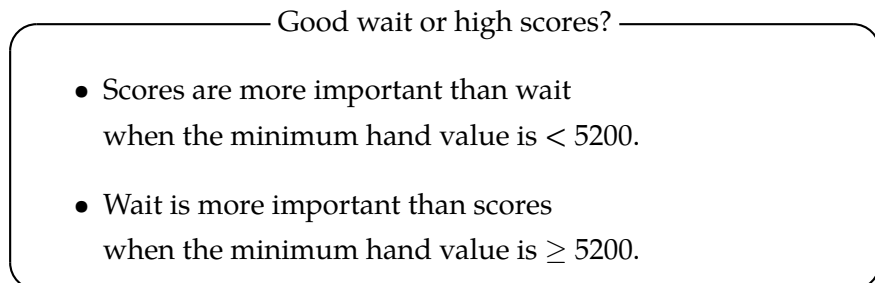 Good wait or high scores?
• Scores are more important than wait
when the minimum hand value is < 5200.
• Wait is more important than scores
when the minimum hand value is ≥ 5200.